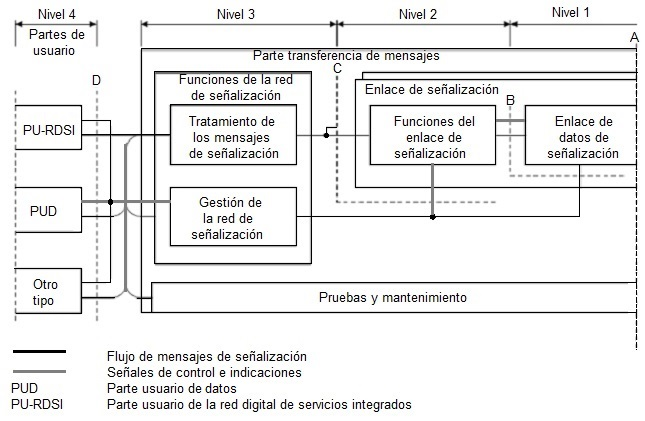 Nivel 4 Nivel 3 Nivel 2 Nivel 1
Partes de
usuario
A
Parte transferencia de mensajes
D
Funciones de la red
de señalización
C
Enlace de señalización
B
PU-RDSI
Tratamiento de
los mensajes
de señalización
Funciones del
enlace de
señalización
Enlace de
datos de
señalización
PUD
Gestión de
la red de
señalización
Otro
tipo
Pruebas y mantenimiento
Flujo de mensajes de señalización
Señales de control e indicaciones
PUD Parte usuario de datos
PU-RDSI Parte usuario de la red digital de servicios integrados